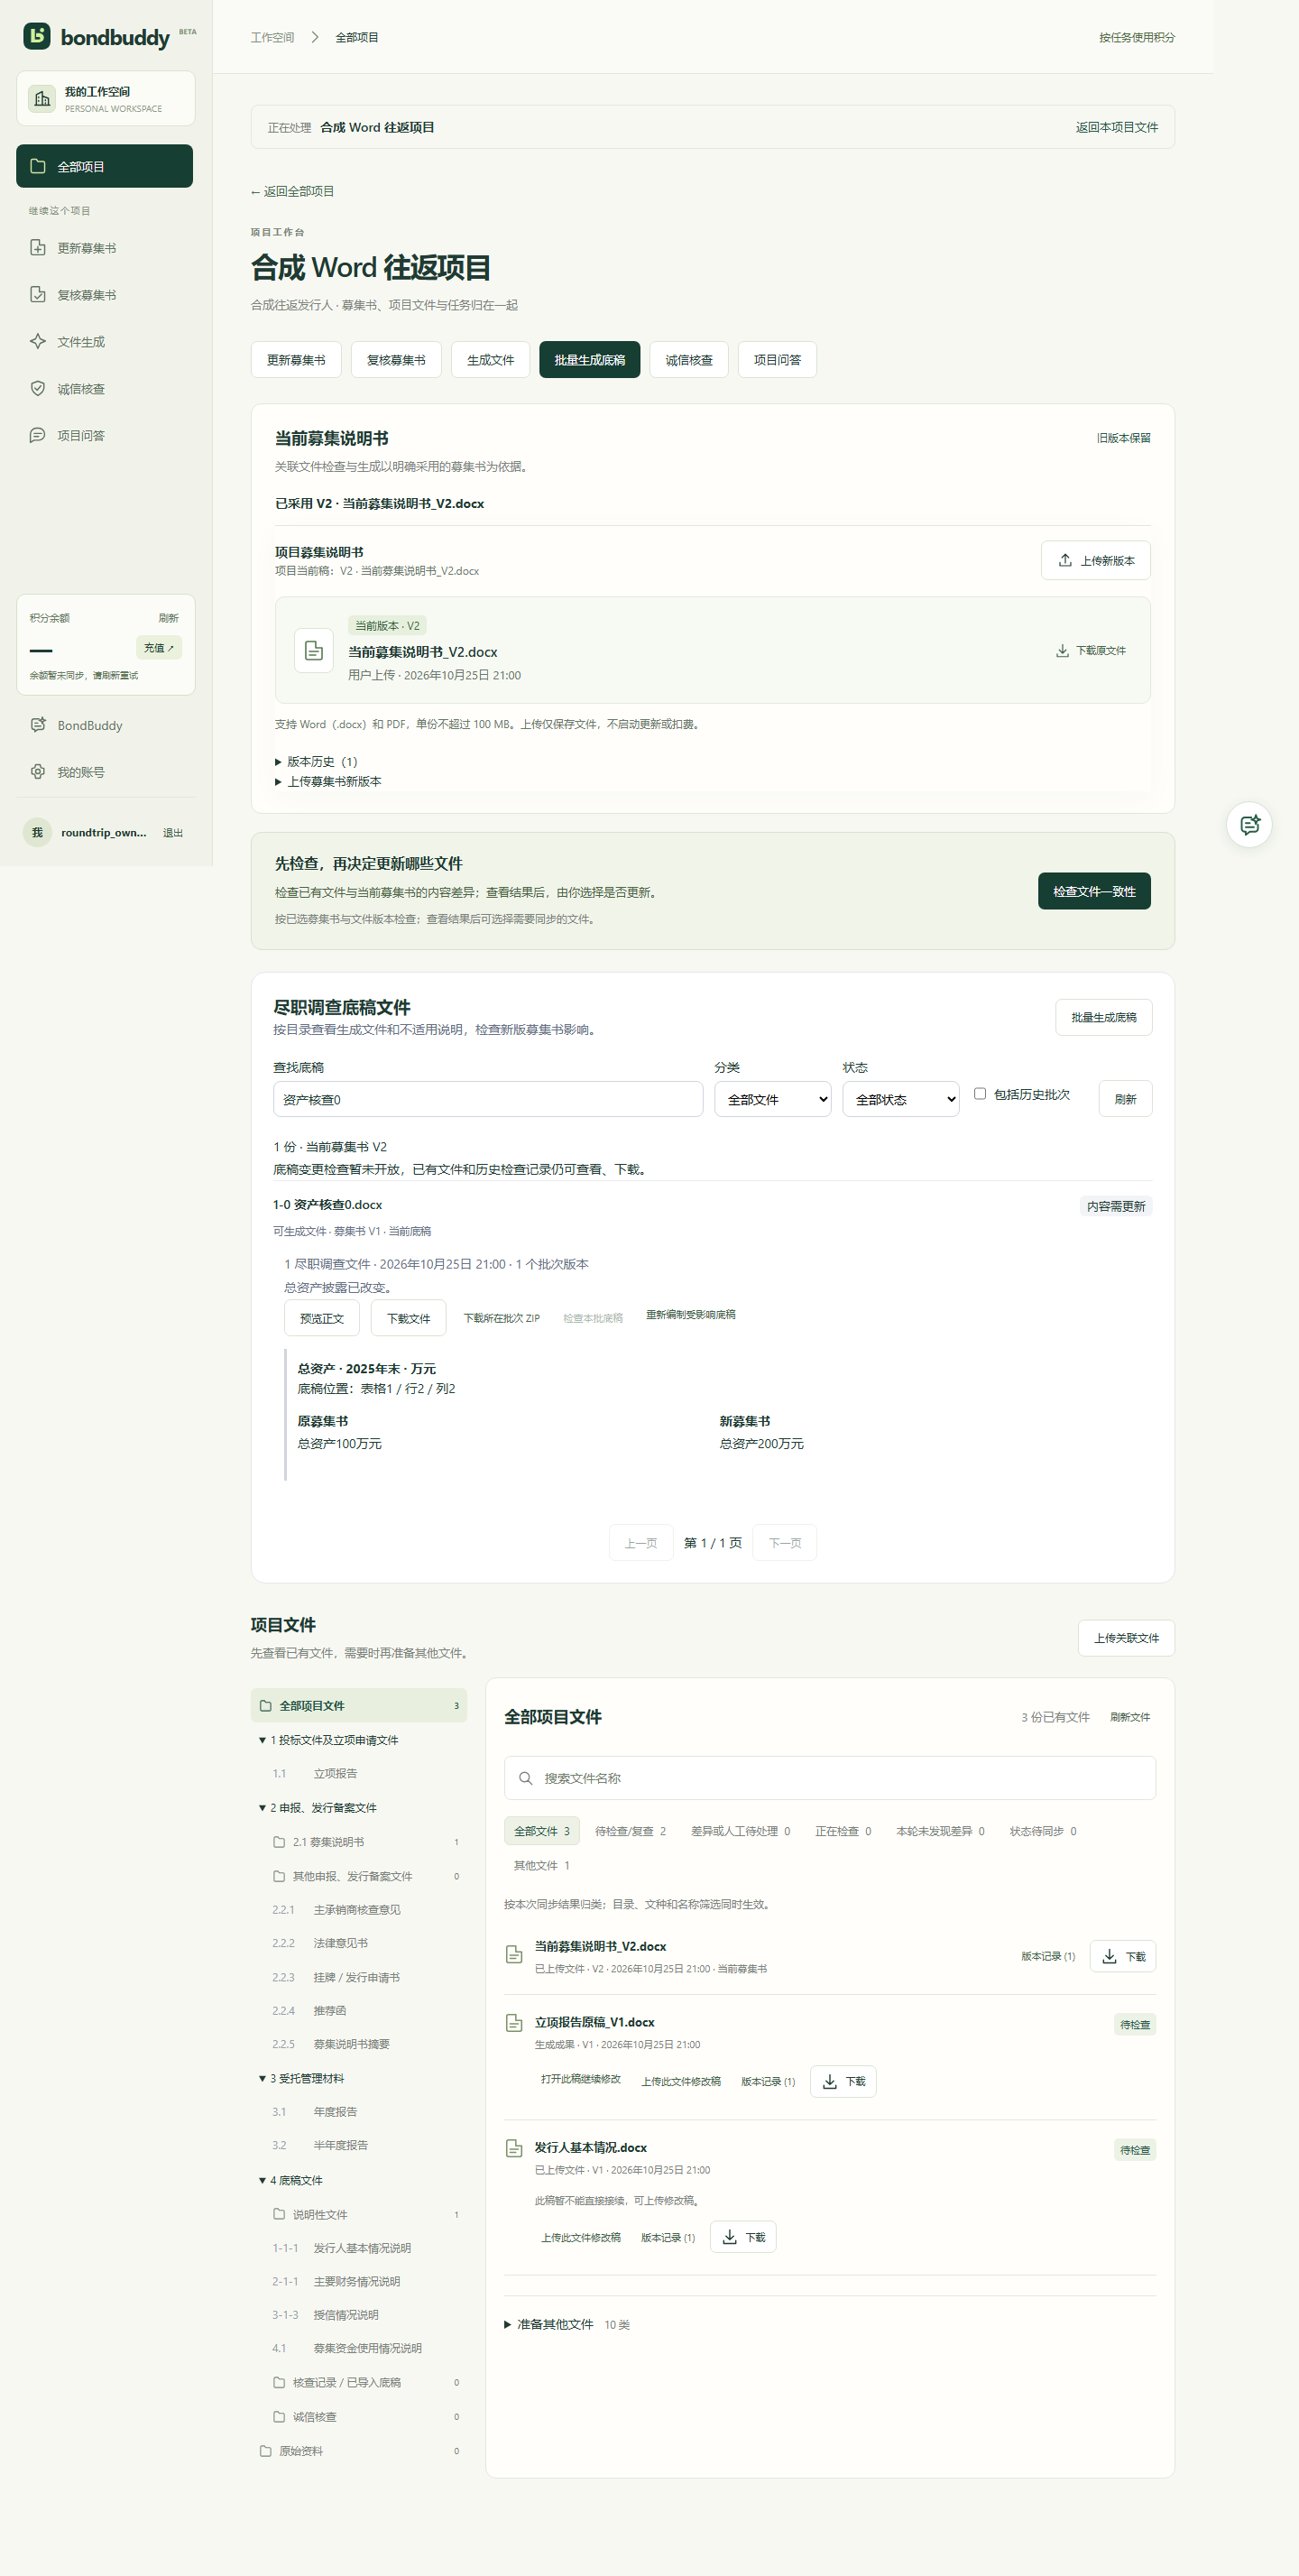 bondbuddy BETA
我的工作空间
PERSONAL WORKSPACE
全部项目
继续这个项目
更新募集书
复核募集书
文件生成
诚信核查
项目问答
积分余额 刷新
— 充值↗
余额暂未同步，请刷新重试
BondBuddy
我的账号
我 roundtrip_own... 退出
工作空间 全部项目 按任务使用积分
正在处理 合成 Word 往返项目 返回本项目文件
← 返回全部项目
项目工作台
合成 Word 往返项目
合成往返发行人 · 募集书、项目文件与任务归在一起
更新募集书 复核募集书 生成文件 批量生成底稿 诚信核查 项目问答
当前募集说明书 旧版本保留
关联文件检查与生成以明确采用的募集书为依据。
已采用 V2 · 当前募集说明书_V2.docx
项目募集说明书
项目当前稿：V2 · 当前募集说明书_V2.docx
上传新版本
当前版本 · V2
当前募集说明书_V2.docx
用户上传 · 2026年10月25日 21:00
下载原文件
支持 Word（.docx）和 PDF，单份不超过 100 MB。上传仅保存文件，不启动更新或扣费。
▶ 版本历史（1）
▶ 上传募集书新版本
先检查，再决定更新哪些文件
检查已有文件与当前募集书的内容差异；查看结果后，由你选择是否更新。
按已选募集书与文件版本检查；查看结果后可选择需要同步的文件。
检查文件一致性
尽职调查底稿文件
按目录查看生成文件和不适用说明，检查新版募集书影响。
批量生成底稿
查找底稿 分类 状态
资产核查0 全部文件 全部状态 包括历史批次 刷新
1 份 · 当前募集书 V2
底稿变更检查暂未开放，已有文件和历史检查记录仍可查看、下载。
1-0 资产核查0.docx 内容需更新
可生成文件 · 募集书 V1 · 当前底稿
1 尽职调查文件 · 2026年10月25日 21:00 · 1 个批次版本
总资产披露已改变。
预览正文 下载文件 下载所在批次 ZIP 检查本批底稿 重新编制受影响底稿
总资产 · 2025年末 · 万元
底稿位置：表格1 / 行2 / 列2
原募集书 新募集书
总资产100万元 总资产200万元
上一页 第 1 / 1 页 下一页
项目文件
先查看已有文件，需要时再准备其他文件。
上传关联文件
全部项目文件 3
▼ 1 投标文件及立项申请文件
1.1 立项报告
▼ 2 申报、发行备案文件
2.1 募集说明书 1
其他申报、发行备案文件 0
2.2.1 主承销商核查意见
2.2.2 法律意见书
2.2.3 挂牌 / 发行申请书
2.2.4 推荐函
2.2.5 募集说明书摘要
▼ 3 受托管理材料
3.1 年度报告
3.2 半年度报告
▼ 4 底稿文件
说明性文件 1
1-1-1 发行人基本情况说明
2-1-1 主要财务情况说明
3-1-3 授信情况说明
4.1 募集资金使用情况说明
核查记录 / 已导入底稿 0
诚信核查 0
原始资料 0
全部项目文件 3 份已有文件 刷新文件
搜索文件名称
全部文件 3 待检查/复查 2 差异或人工待处理 0 正在检查 0 本轮未发现差异 0 状态待同步 0
其他文件 1
按本次同步结果归类；目录、文种和名称筛选同时生效。
当前募集说明书_V2.docx
已上传文件 · V2 · 2026年10月25日 21:00 · 当前募集书
版本记录 (1) 下载
立项报告原稿_V1.docx 待检查
生成成果 · V1 · 2026年10月25日 21:00
打开此稿继续修改 上传此文件修改稿 版本记录 (1) 下载
发行人基本情况.docx 待检查
已上传文件 · V1 · 2026年10月25日 21:00
此稿暂不能直接接续，可上传修改稿。
上传此文件修改稿 版本记录 (1) 下载
▶ 准备其他文件 10 类